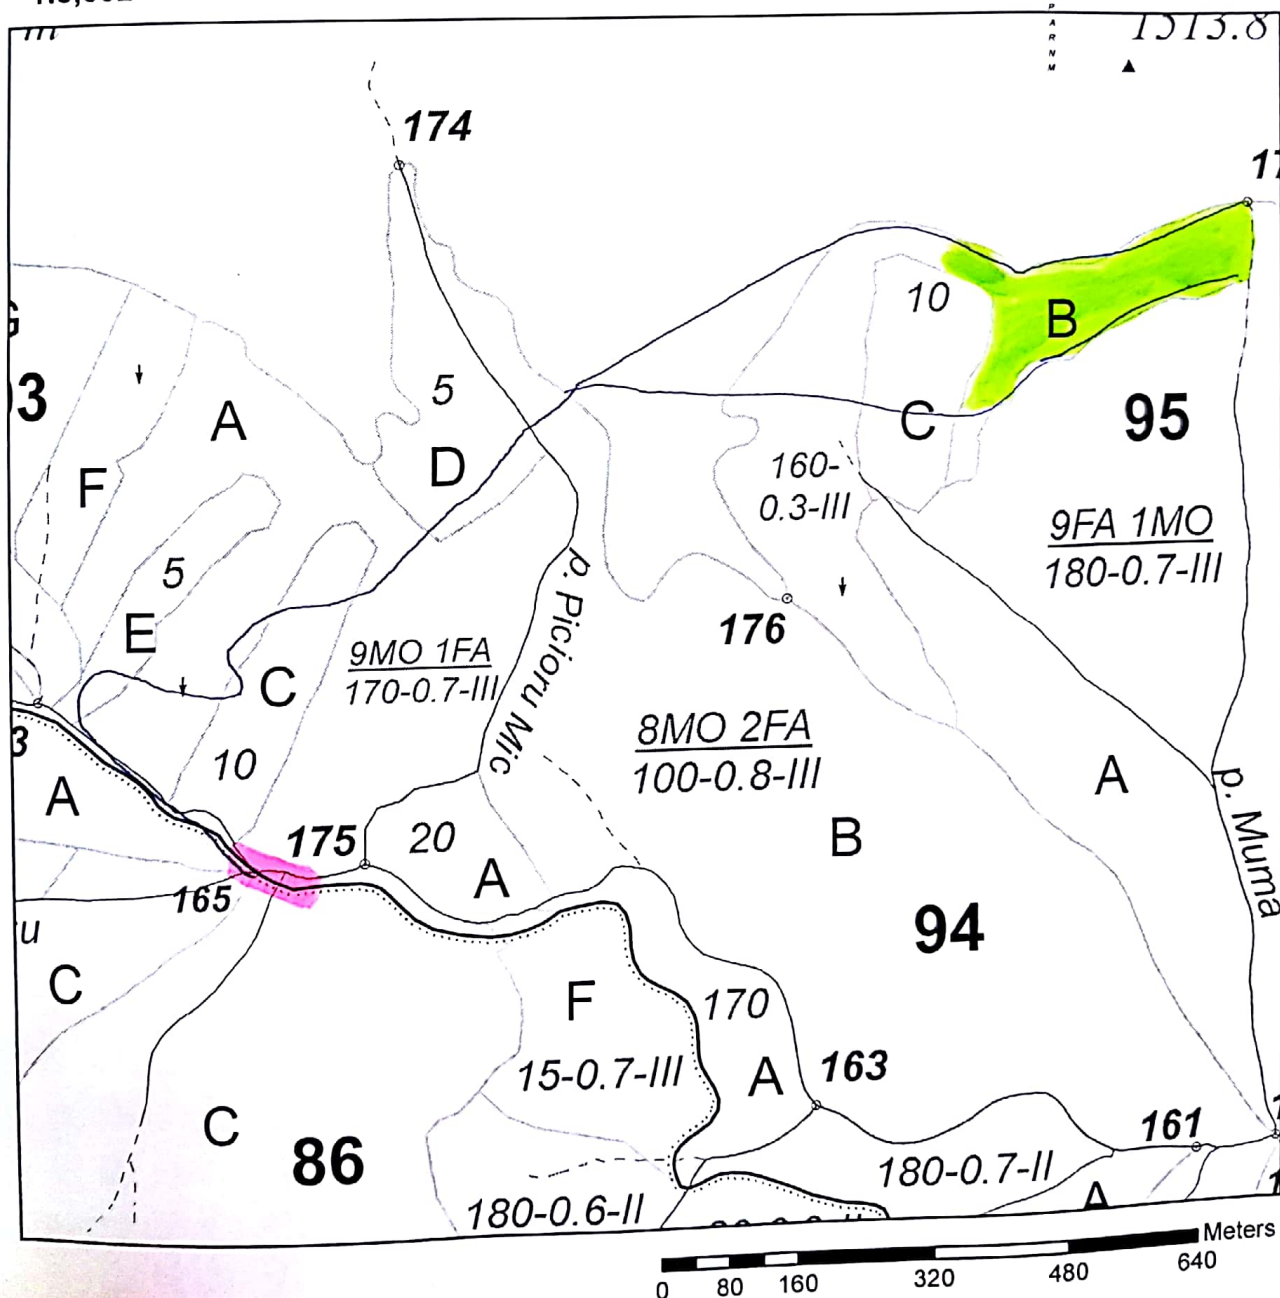 P
A
R
N
M
1513.8
174
10
B
5
A
D
C
95
F
160-
0.3-III
9FA 1MO
180-0.7-III
5
E
176
p. Picioru Mic
9MO 1FA
170-0.7-III
C
8MO 2FA
100-0.8-III
10
A
A
p. Muma
175
20
B
A
165
94
C
F
170
15-0.7-III
A
163
C
86
161
180-0.7-II
180-0.6-II
A
Meters
0 80 160 320 480 640